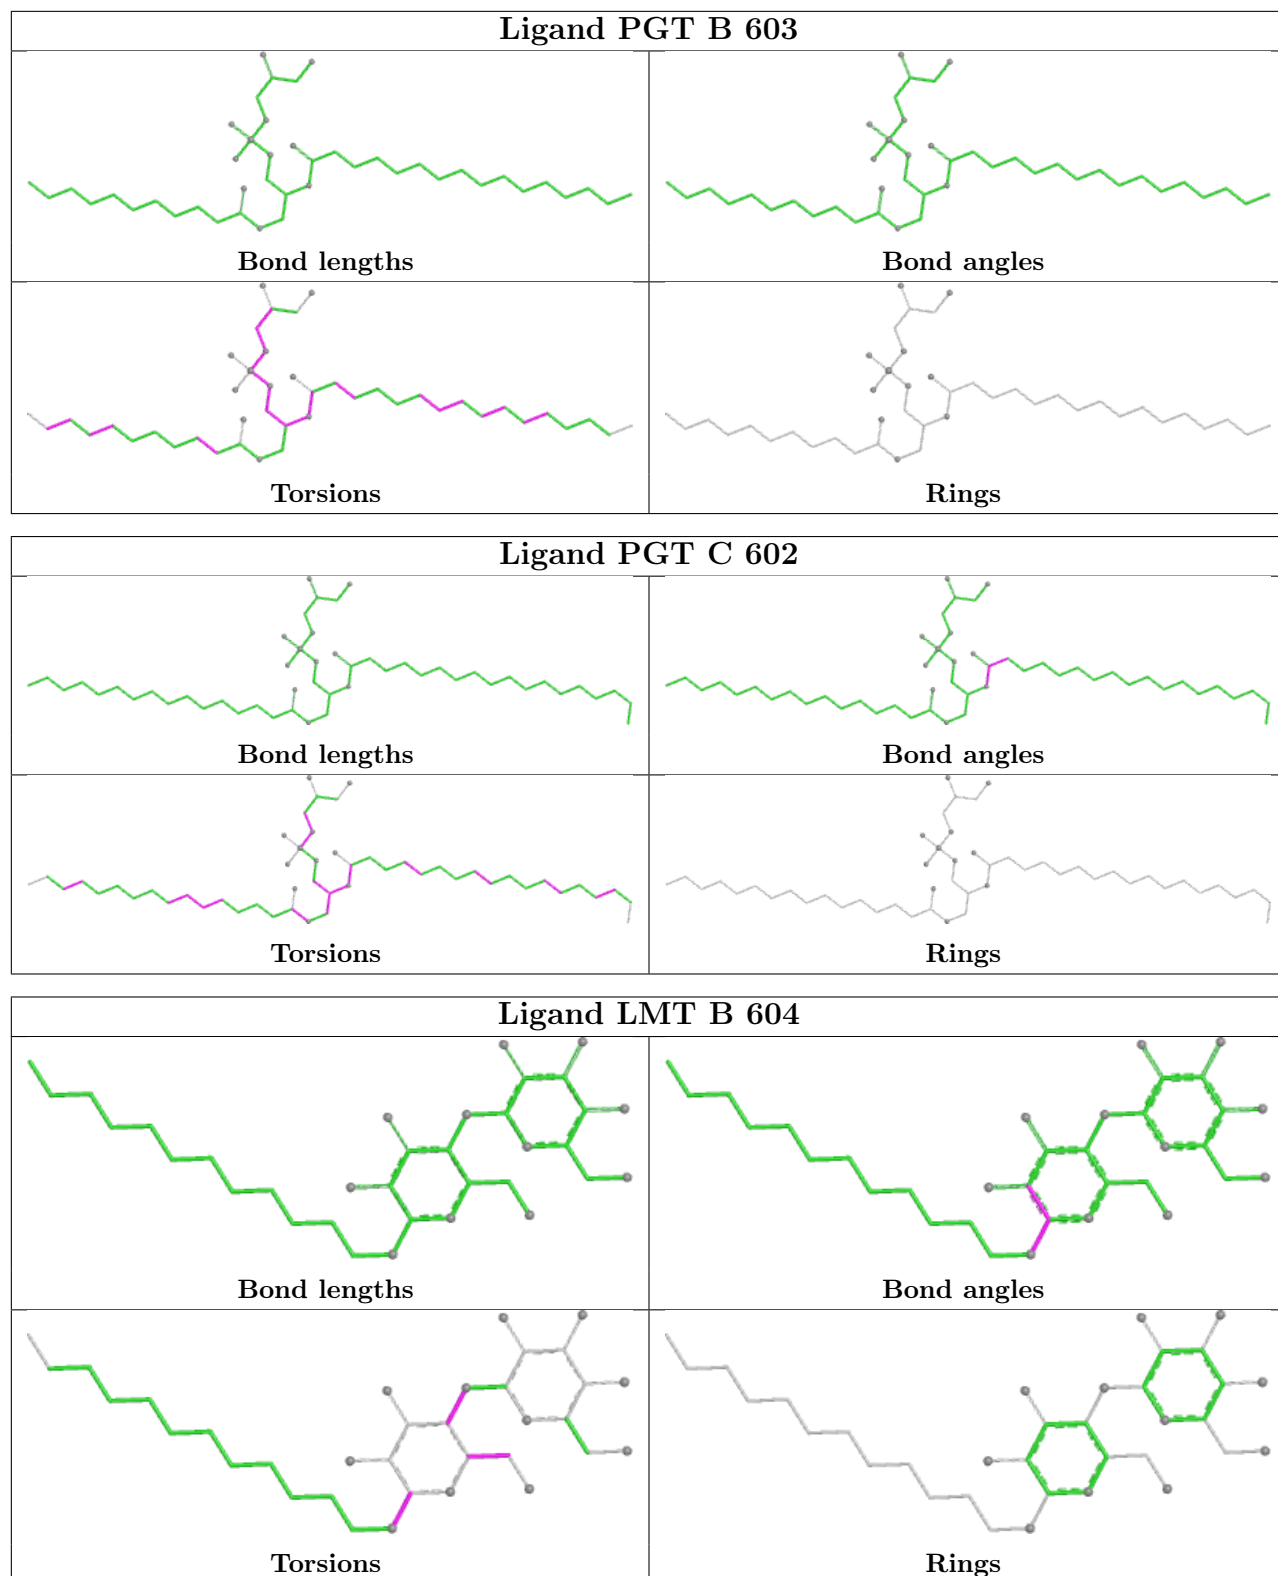 Ligand PGT B 603
Bond lengths
Bond angles
Torsions
Rings
Ligand PGT C 602
Bond lengths
Bond angles
Torsions
Rings
Ligand LMT B 604
Bond lengths
Bond angles
Torsions
Rings